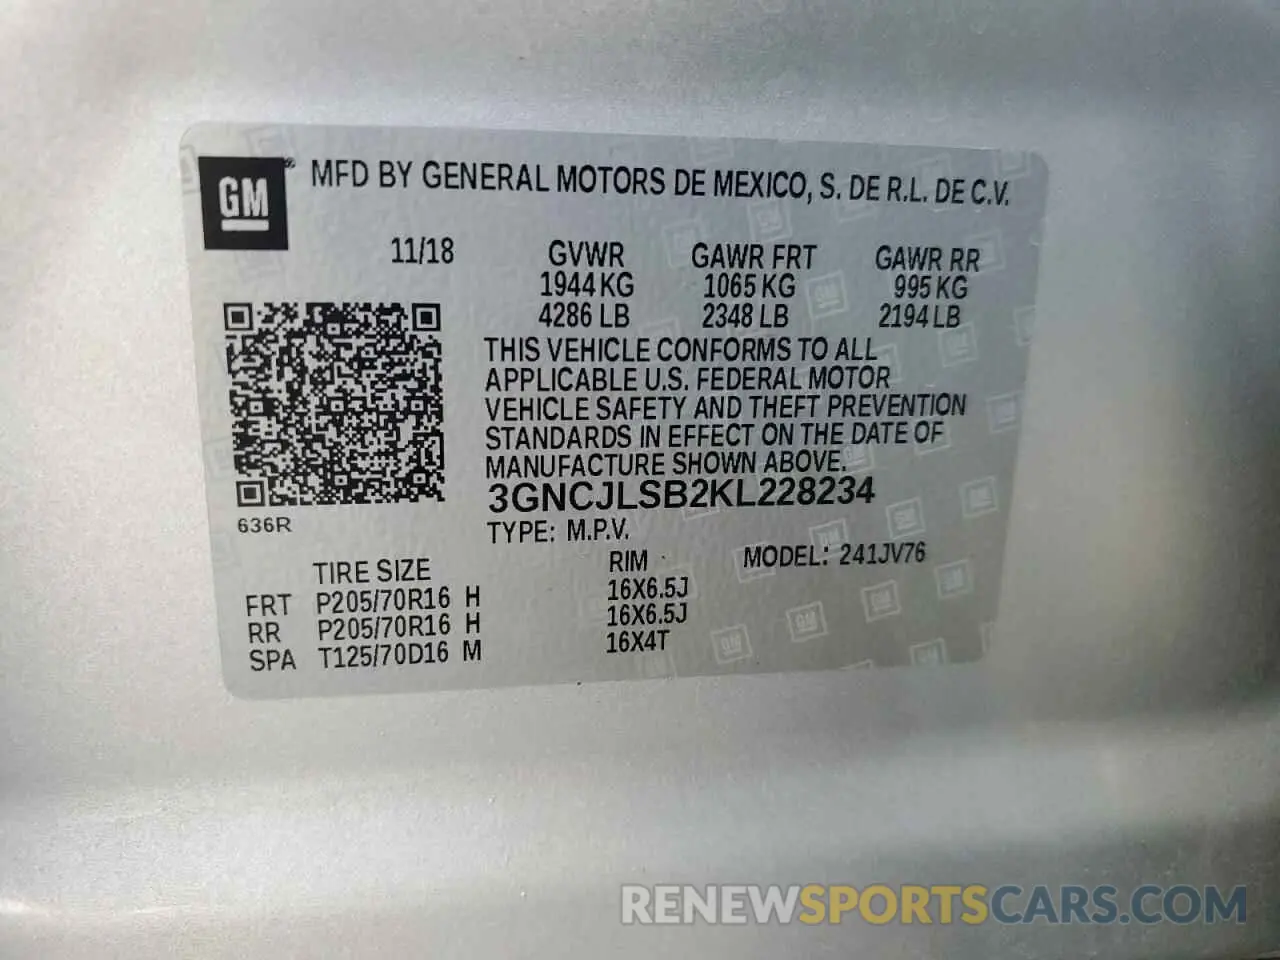 GM ® MFD BY GENERAL MOTORS DE MEXICO, S. DE R.L. DE C.V.
11/18 GVWR GAWR FRT GAWR RR
1944 KG 1065 KG 995 KG
4286 LB 2348 LB 2194 LB
THIS VEHICLE CONFORMS TO ALL
APPLICABLE U.S. FEDERAL MOTOR
VEHICLE SAFETY AND THEFT PREVENTION
STANDARDS IN EFFECT ON THE DATE OF
MANUFACTURE SHOWN ABOVE.
3GNCJLSB2KL228234
636R TYPE: M.P.V.
TIRE SIZE RIM MODEL: 241JV76
FRT P205/70R16 H 16X6.5J
RR P205/70R16 H 16X6.5J
SPA T125/70D16 M 16X4T
RENEWSPORTSCARS.COM